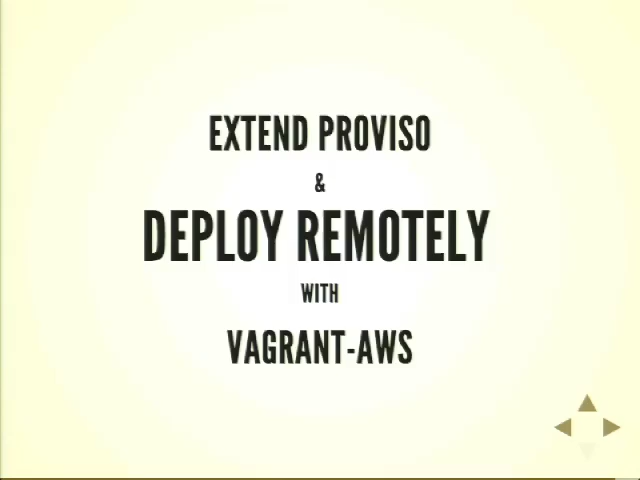 EXTEND PROVISO
&
DEPLOY REMOTELY
WITH
VAGRANT-AWS